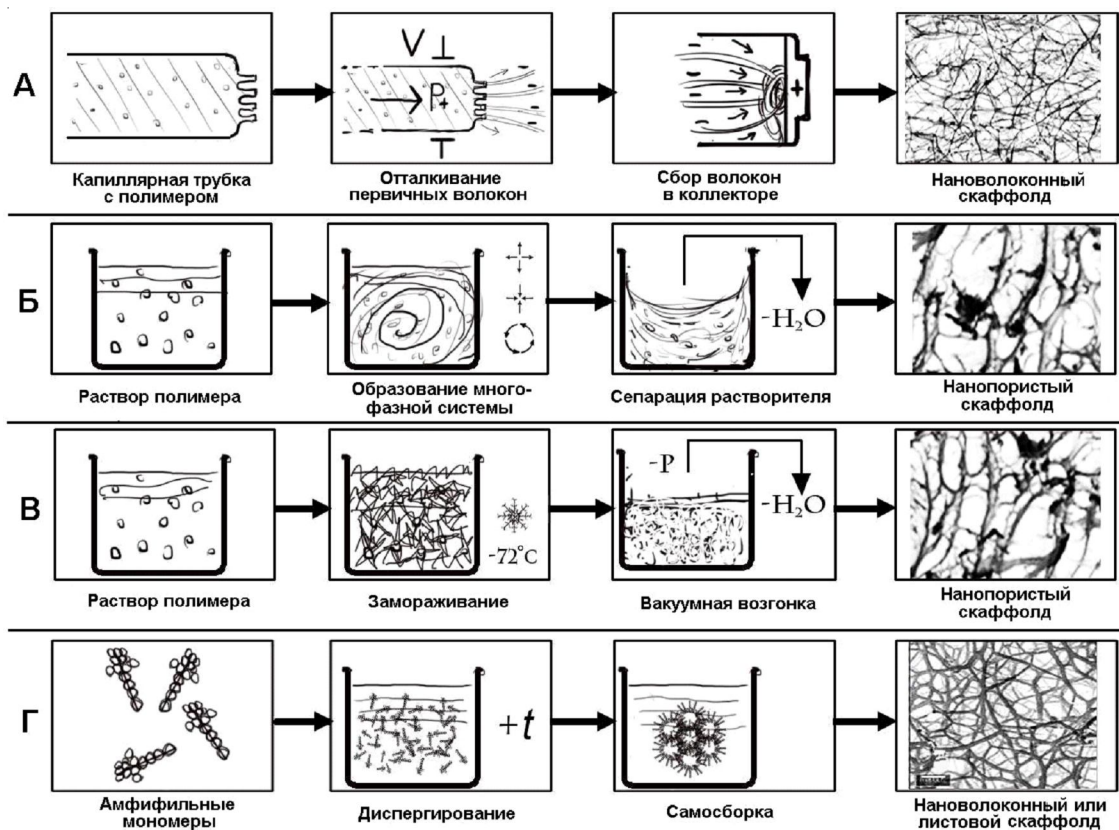 А
V
P+
+
Капиллярная трубка
с полимером
Отталкивание
первичных волокон
Сбор волокон
в коллекторе
Нановолоконный
скаффолд
Б
-H₂O
Раствор полимера
Образование много-
фазной системы
Сепарация растворителя
Нанопористый
скаффолд
В
-72°C
-P
-H₂O
Раствор полимера
Замораживание
Вакуумная возгонка
Нанопористый
скаффолд
Г
+t
Амфифильные
мономеры
Диспергирование
Самосборка
Нановолоконный или
листовой скаффолд